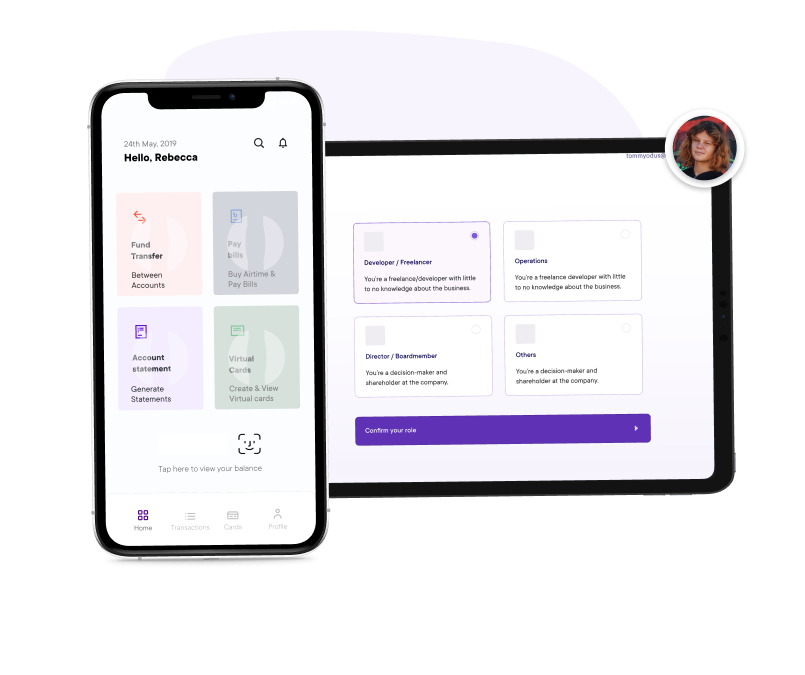 24th May, 2019
Hello, Rebecca
Fund
Transfer
Between
Accounts
Pay
bills
Buy Airtime &
Pay Bills
Account
statement
Generate
Statements
Virtual
Cards
Create & View
Virtual cards
Tap here to view your balance
Home
Transactions
Cards
Profile
Developer / Freelancer
You're a freelance/developer with little
to no knowledge about the business.
Operations
You're a freelance developer with little
to no knowledge about the business.
Director / Boardmember
You're a decision-maker and
shareholder at the company.
Others
You're a decision-maker and
shareholder at the company.
Confirm your role